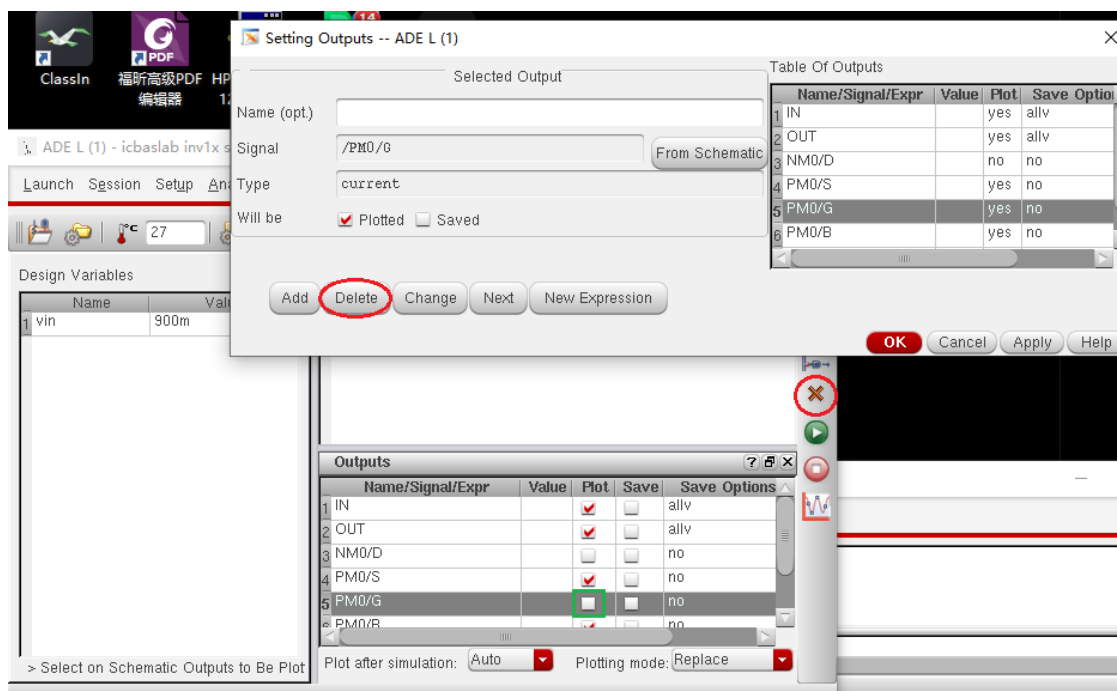 14
PDF
ClassIn
福昕高级PDF
编辑器
HP
Setting Outputs -- ADE L (1)
Selected Output
Name (opt.)
Signal
/PM0/G
From Schematic
Type
current
Will be
Plotted
Saved
Add
Delete
Change
Next
New Expression
Table Of Outputs
Name/Signal/Expr Value Plot Save Option
1 IN yes allv
2 OUT yes allv
3 NM0/D no no
4 PM0/S yes no
5 PM0/G yes no
6 PM0/B yes no
OK
Cancel
Apply
Help
ADE L (1) - icbaslab inv1x s
Launch Session Setup Ana
°C 27
Design Variables
Name Valu
1 vin 900m
> Select on Schematic Outputs to Be Plot
Outputs
Name/Signal/Expr Value Plot Save Save Options
1 IN allv
2 OUT allv
3 NM0/D no
4 PM0/S no
5 PM0/G no
6 PM0/B no
Plot after simulation: Auto
Plotting mode: Replace